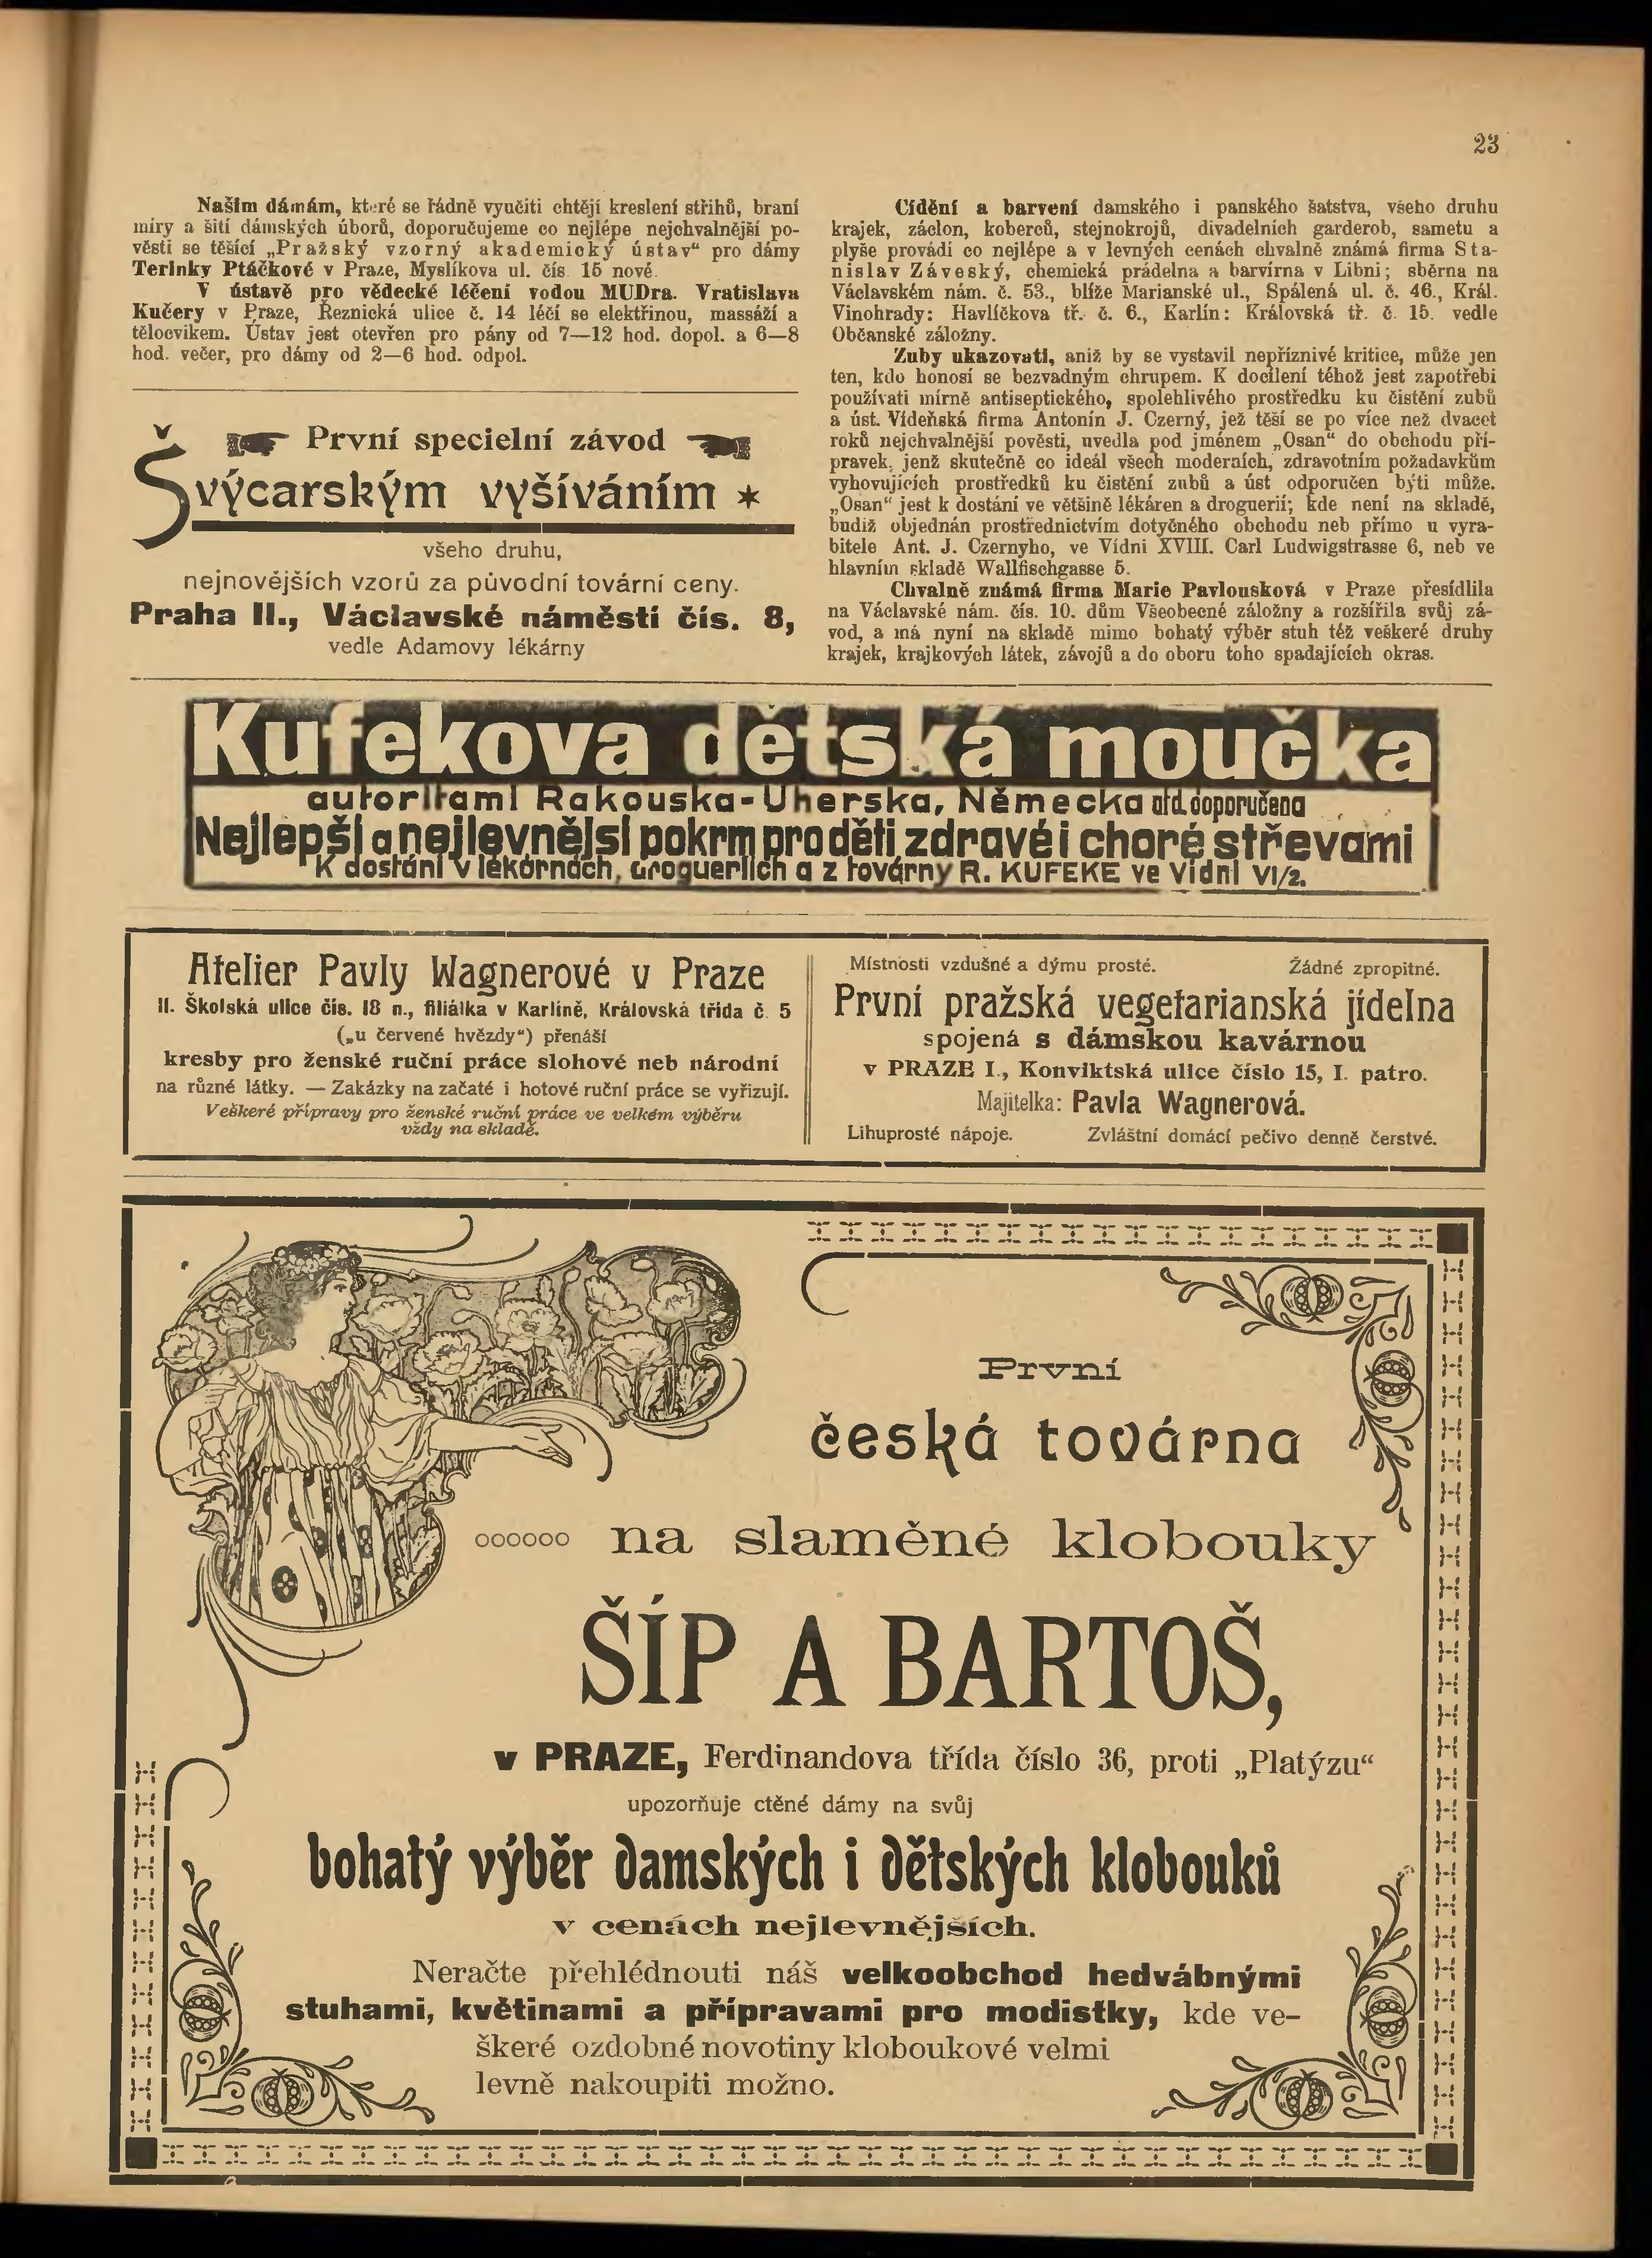 23
Našim dámám, které se řádně vyučiti chtějí kreslení střihů, braní
míry a šití dámských úborů, doporučujeme co nejlépe nejchvalnější po-
věsti se těšící „Pražský vzorný akademický ústav“ pro dámy
Terinky Ptáčkové v Praze, Myslíkova ul. čís 15 nové.
V ústavě pro vědecké léčení vodou MUDra. Vratislava
Kučery v Praze, Řeznická ulice č. 14 léčí se elektřinou, massáží a
tělocvikem. Ústav jest otevřen pro pány od 7—12 hod. dopol. a 6—8
hod. večer, pro dámy od 2—6 hod. odpol.
První specielní závod
Švýcarským vyšíváním
všeho druhu,
nejnovějších vzorů za původní tovární ceny.
Praha II., Václavské náměstí čís. 8,
vedle Adamovy lékárny
Cídění a barvení damského i panského šatstva, všeho druhu
krajek, záclon, koberců, stejnokrojů, divadelních garderob, sametu a
plyše provádí co nejlépe a v levných cenách chvalně známá firma Sta-
nislav Záveský, chemická prádelna a barvírna v Libni; sběrna na
Václavském nám. č. 53., blíže Marianské ul., Spálená ul. č. 46., Král.
Vinohrady: Havlíčkova tř. č. 6., Karlín: Královská tř. č. 15. vedle
Občanské záložny.
Zuby ukazovati, aniž by se vystavil nepříznivé kritice, může jen
ten, kdo honosí se bezvadným chrupem. K docílení téhož jest zapotřebí
používati mírně antiseptického, spolehlivého prostředku ku čistění zubů
a úst. Vídeňská firma Antonín J. Czerný, jež těší se po více než dvacet
roků nejchvalnější pověsti, uvedla pod jménem „Osan“ do obchodu pří-
pravek, jenž skutečně co ideál všech moderních, zdravotním požadavkům
vyhovujících prostředků ku čistění zubů a úst odporučen býti může.
„Osan“ jest k dostání ve většině lékáren a droguerií; kde není na skladě,
budiž objednán prostřednictvím dotyčného obchodu neb přímo u vyra-
bitele Ant. J. Czernyho, ve Vídni XVIII. Carl Ludwigstrasse 6, neb ve
hlavním skladě Wallfischgasse 5.
Chvalně známá firma Marie Pavlousková v Praze přesídlila
na Václavské nám. čís. 10. dům Všeobecné záložny a rozšířila svůj zá-
vod, a má nyní na skladě mimo bohatý výběr stuh též veškeré druhy
krajek, krajkových látek, závojů a do oboru toho spadajících okras.
Kufekova dětská moučka
autoritami Rakouska-Uherska, Německa atd. doporučena
Nejlepší a nejlevnější pokrm pro děti zdravé i choré střevami
K dostání v lékárnách, droguerlích a z továrny R. KUFEKE ve Vídni VI/2.
Atelier Pavly Wagnerové v Praze
II. Školská ulice čís. 18 n., filiálka v Karlíně, Královská třída č. 5
(„u červené hvězdy“) přenáší
kresby pro ženské ruční práce slohové neb národní
na různé látky. — Zakázky na začaté i hotové ruční práce se vyřizují.
Veškeré přípravy pro ženské ruční práce ve velkém výběru
vždy na skladě.
Místnosti vzdušné a dýmu prosté. Žádné zpropitné.
První pražská vegetarianská jídelna
spojená s dámskou kavárnou
v PRAZE I., Konviktská ulice číslo 15, I. patro.
Majitelka: Pavla Wagnerová.
Lihuprosté nápoje. Zvláštní domácí pečivo denně čerstvé.
První
česká továrna
na slaměné klobouky
ŠÍP A BARTOŠ,
v PRAZE, Ferdinandova třída číslo 36, proti „Platýzu“
upozorňuje ctěné dámy na svůj
bohatý výběr damských i dětských klobouků
v cenách nejlevnějších.
Neračte přehlédnouti náš velkoobchod hedvábnými
stuhami, květinami a přípravami pro modistky, kde ve-
škeré ozdobné novotiny kloboukové velmi
levně nakoupiti možno.